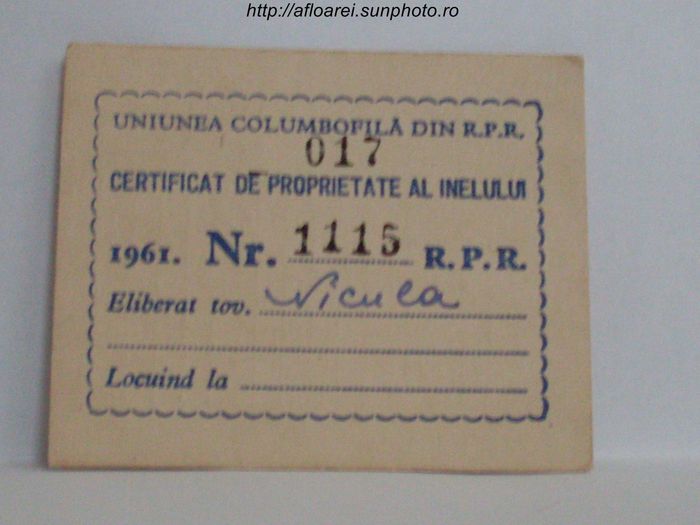 http://afloarei.sunphoto.ro
UNIUNEA COLUMBOFILĂ DIN R.P.R.
017
CERTIFICAT DE PROPRIETATE AL INELULUI
1961. Nr. 1115 R.P.R.
Eliberat tov. Nicula
Locuind la